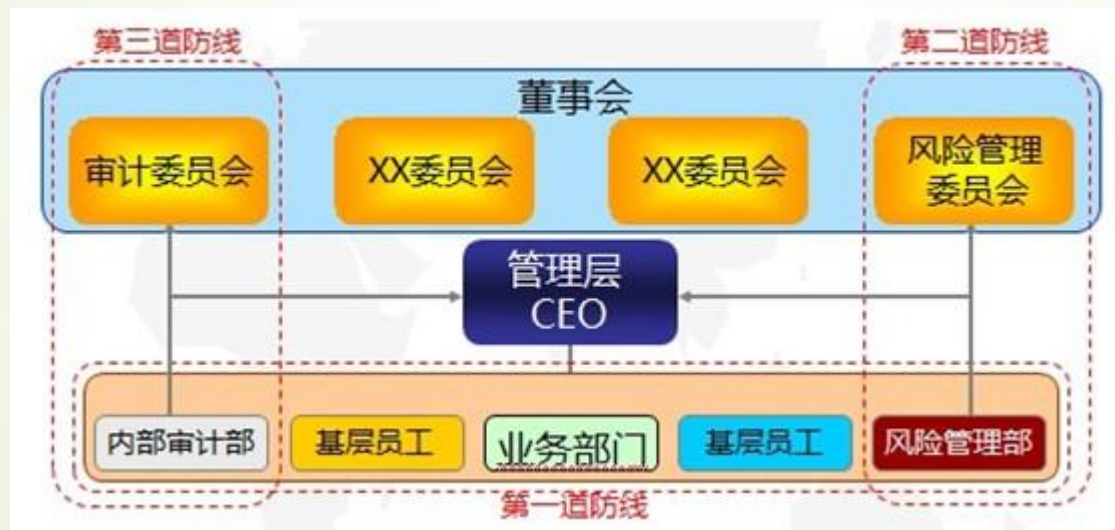 第三道防线
第二道防线
董事会
审计委员会
XX委员会
XX委员会
风险管理
委员会
管理层
CEO
内部审计部
基层员工
业务部门
基层员工
风险管理部
第一道防线